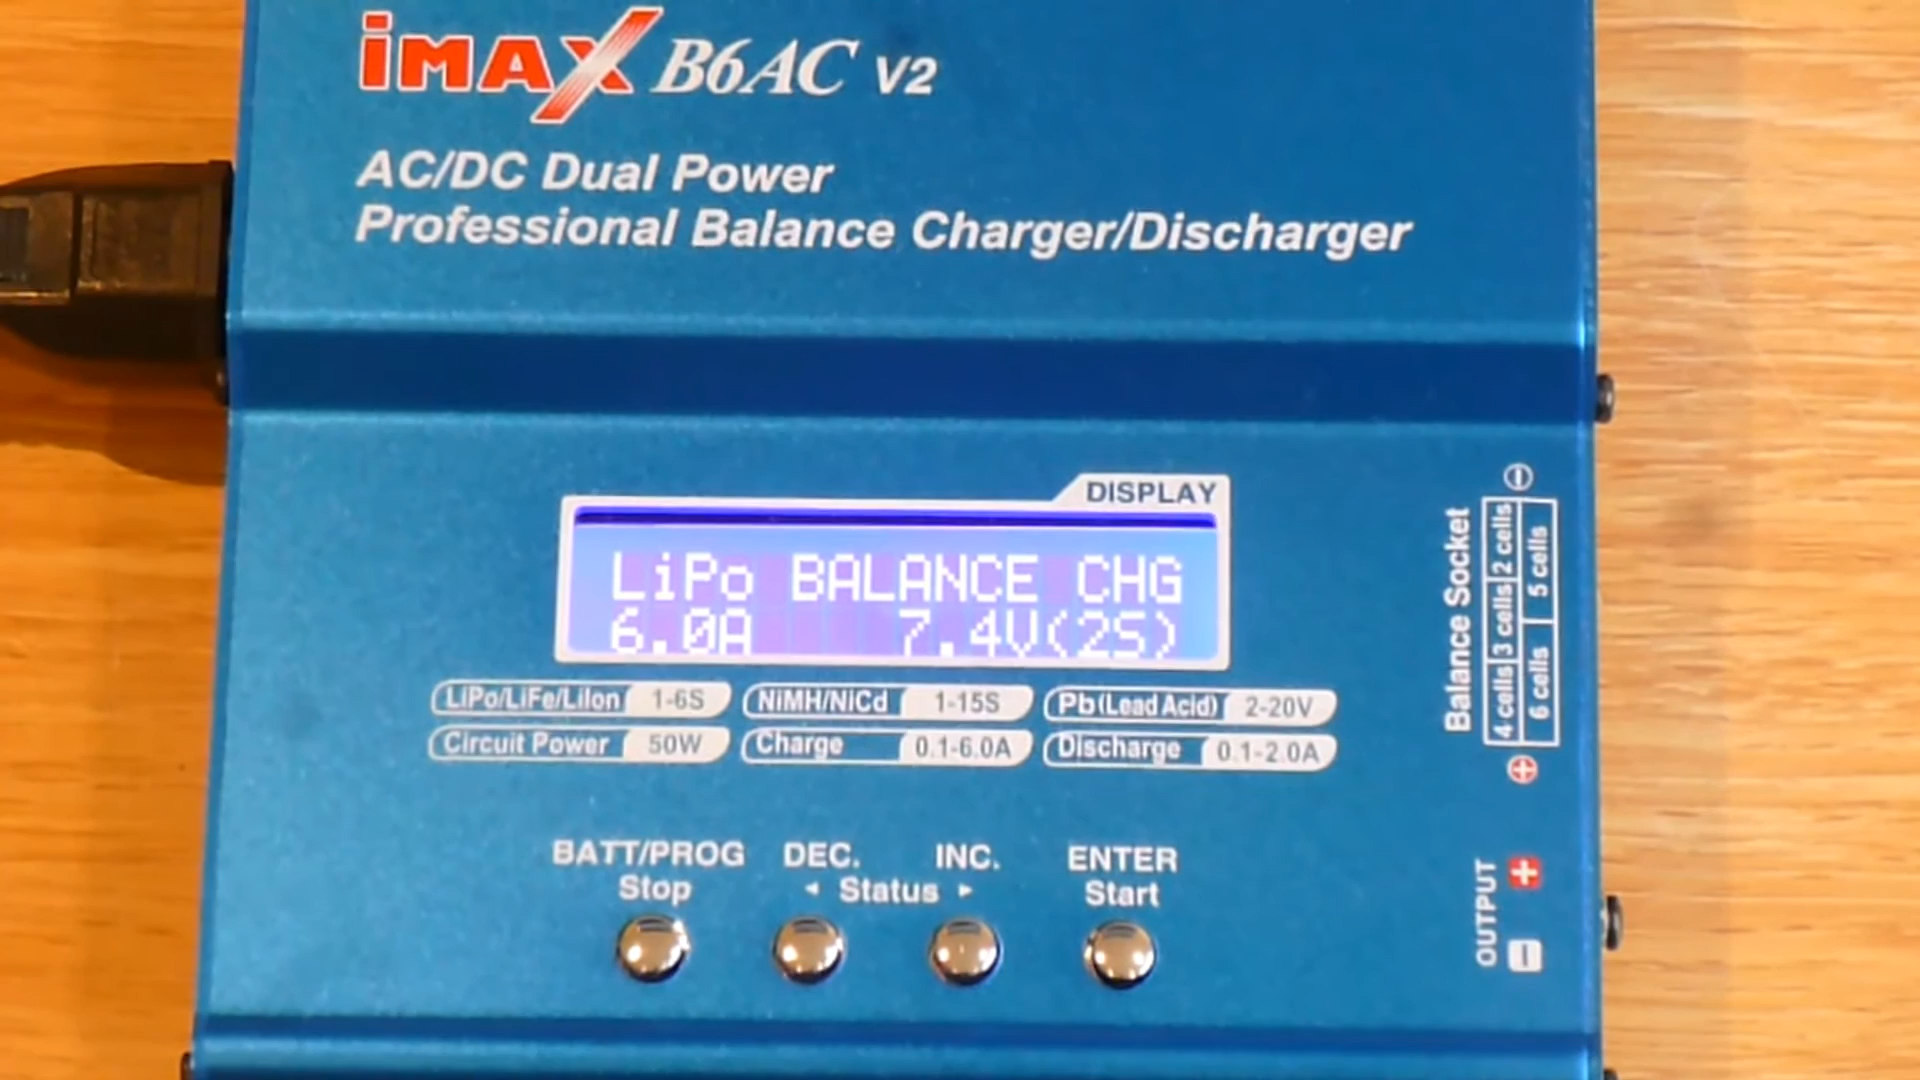 iMAX B6AC V2
AC/DC Dual Power
Professional Balance Charger/Discharger
DISPLAY
LiPo BALANCE CHG
6.0A 7.4V(2S)
LiPo/LiFe/LiIon 1-6S NiMH/NiCd 1-15S Pb(Lead Acid) 2-20V
Circuit Power 50W Charge 0.1-6.0A Discharge 0.1-2.0A
BATT/PROG DEC. INC. ENTER
Stop ◄ Status ► Start
Balance Socket
4 cells 3 cells 2 cells
6 cells 5 cells
OUTPUT